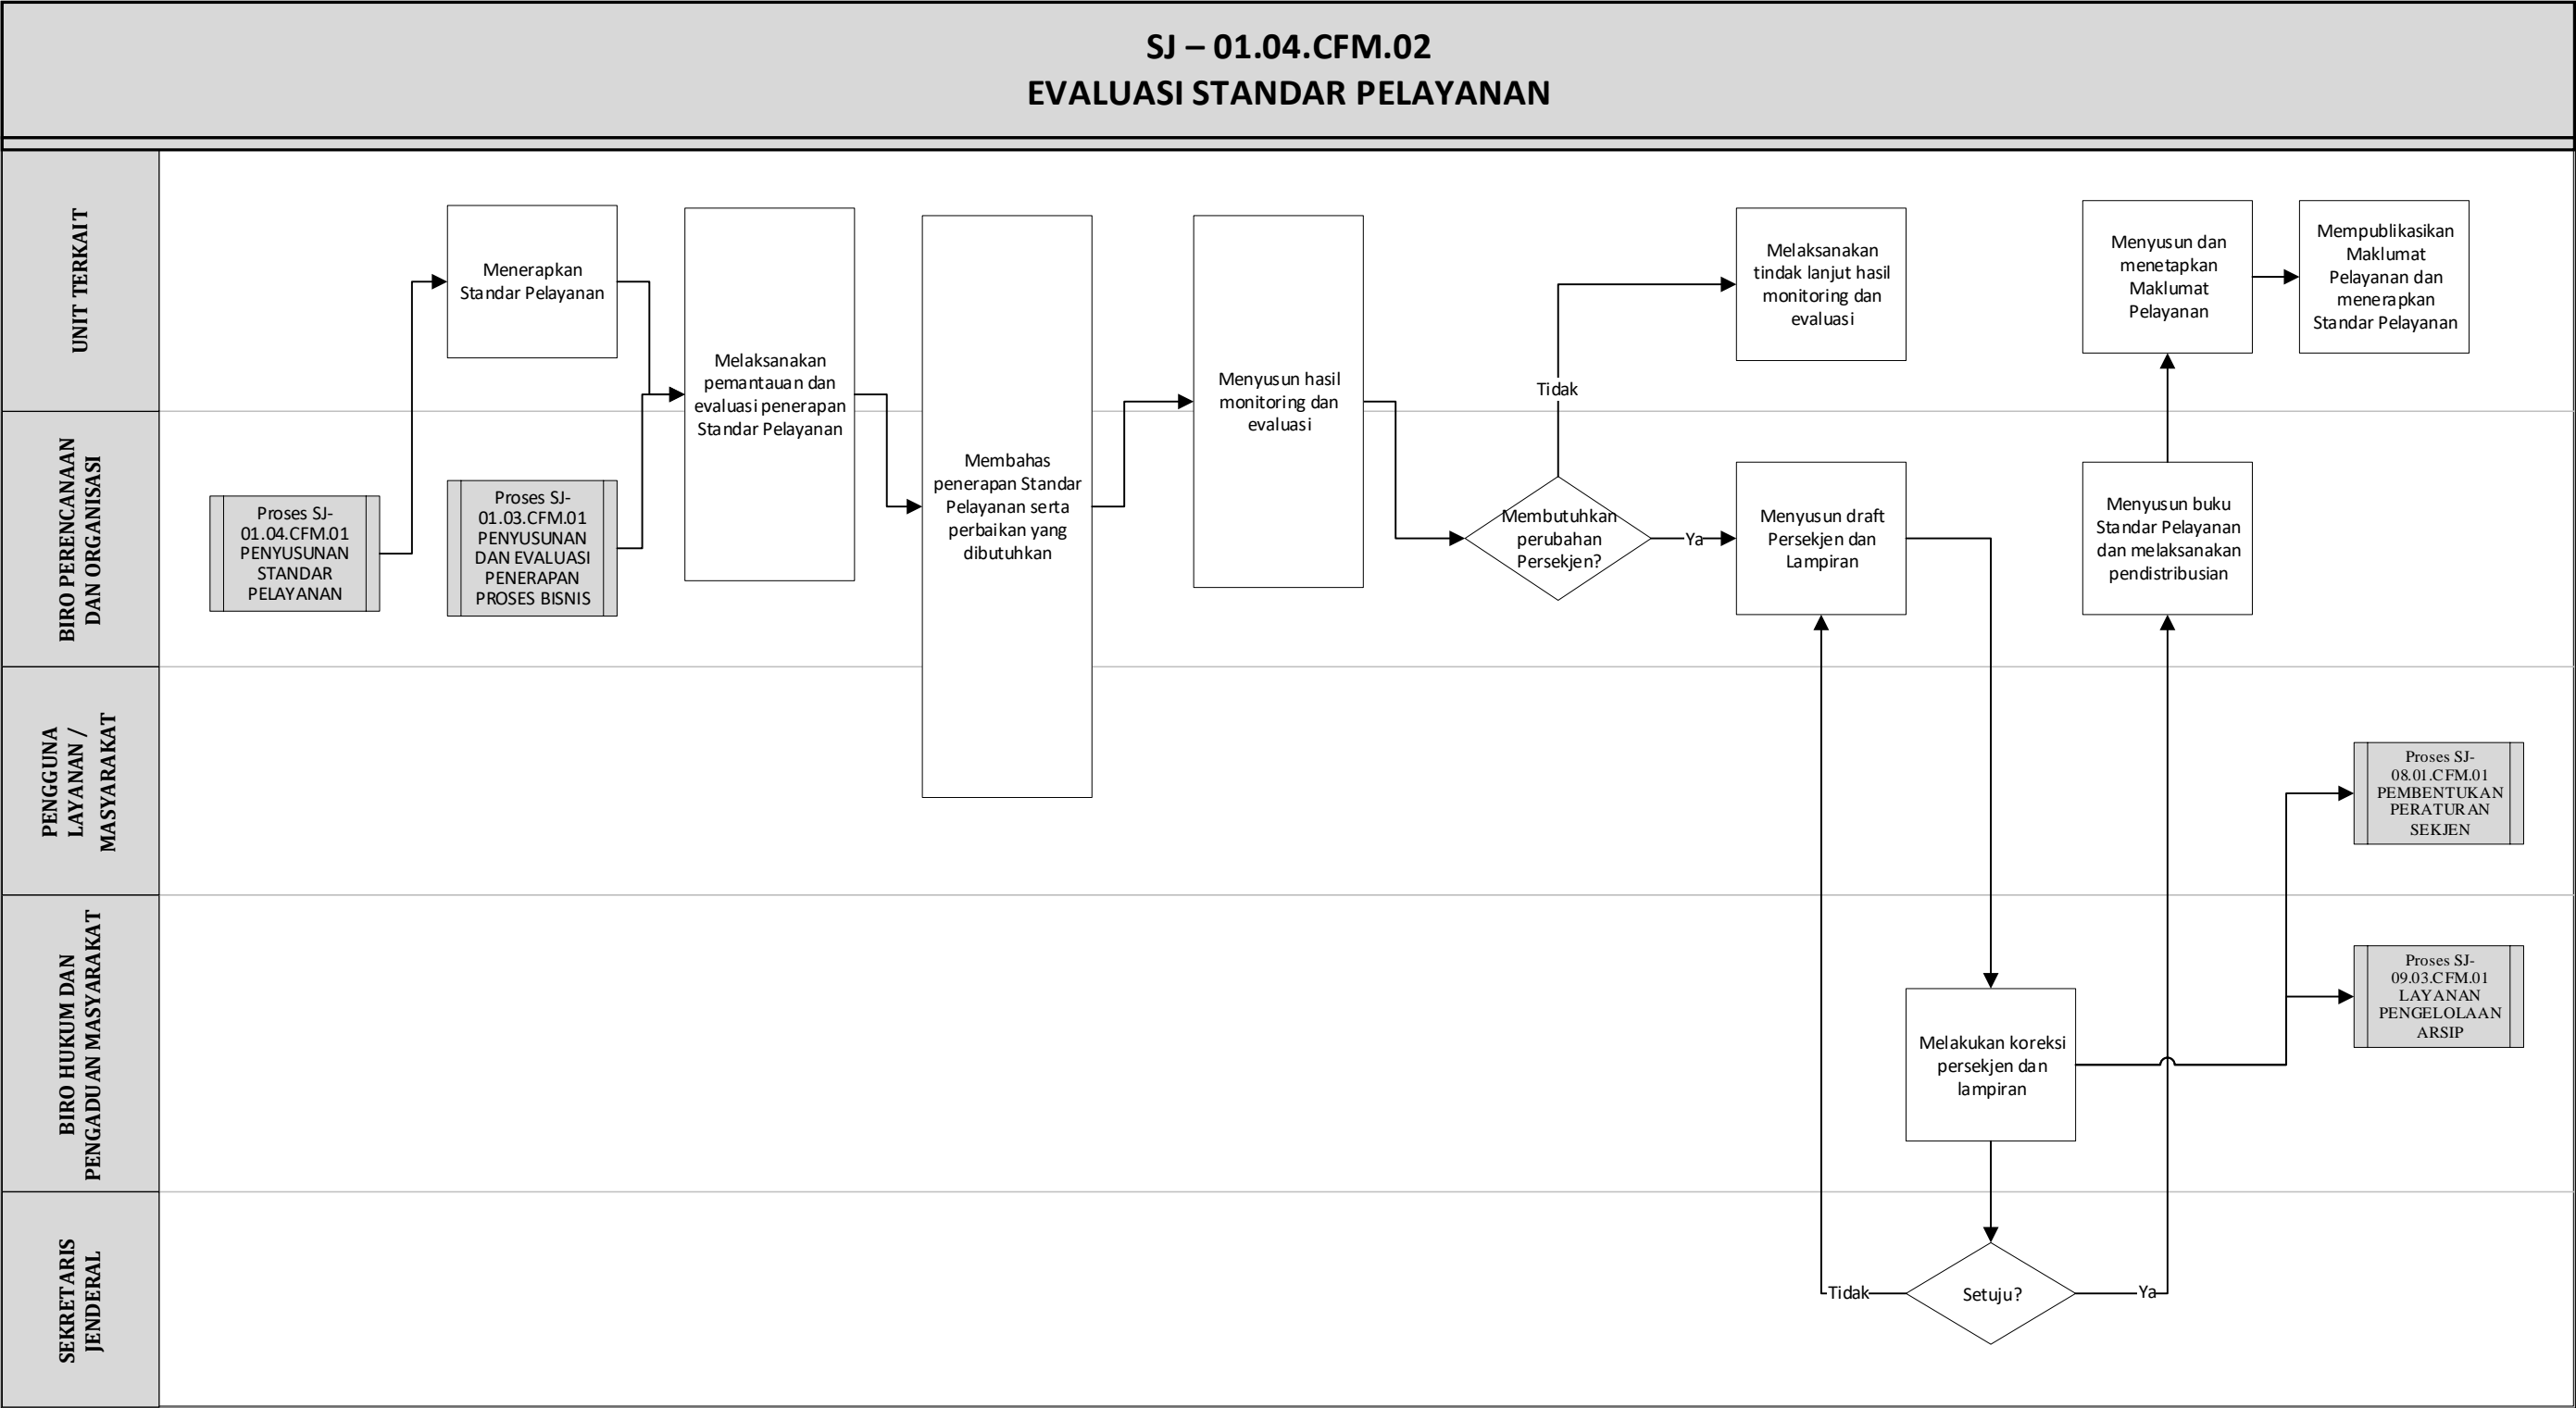 SJ – 01.04.CFM.02
EVALUASI STANDAR PELAYANAN
UNIT TERKAIT
Menerapkan
Standar Pelayanan
Melaksanakan
pemantauan dan
evaluasi penerapan
Standar Pelayanan
Membahas
penerapan Standar
Pelayanan serta
perbaikan yang
dibutuhkan
Menyusun hasil
monitoring dan
evaluasi
Tidak
Melaksanakan
tindak lanjut hasil
monitoring dan
evaluasi
Menyusun dan
menetapkan
Maklumat
Pelayanan
Mempublikasikan
Maklumat
Pelayanan dan
menerapkan
Standar Pelayanan
BIRO PERENCANAAN
DAN ORGANISASI
Proses SJ-
01.04.CFM.01
PENYUSUNAN
STANDAR
PELAYANAN
Proses SJ-
01.03.CFM.01
PENYUSUNAN
DAN EVALUASI
PENERAPAN
PROSES BISNIS
Membutuhkan
perubahan
Persekjen?
Ya
Menyusun draft
Persekjen dan
Lampiran
Menyusun buku
Standar Pelayanan
dan melaksanakan
pendistribusian
PENGGUNA
LAYANAN /
MASYARAKAT
Proses SJ-
08.01.CFM.01
PEMBENTUKAN
PERATURAN
SEKJEN
BIRO HUKUM DAN
PENGADUAN MASYARAKAT
Melakukan koreksi
persekjen dan
lampiran
Proses SJ-
09.03.CFM.01
LAYANAN
PENGELOLAAN
ARSIP
SEKRETARIS
JENDERAL
Tidak
Setuju?
Ya